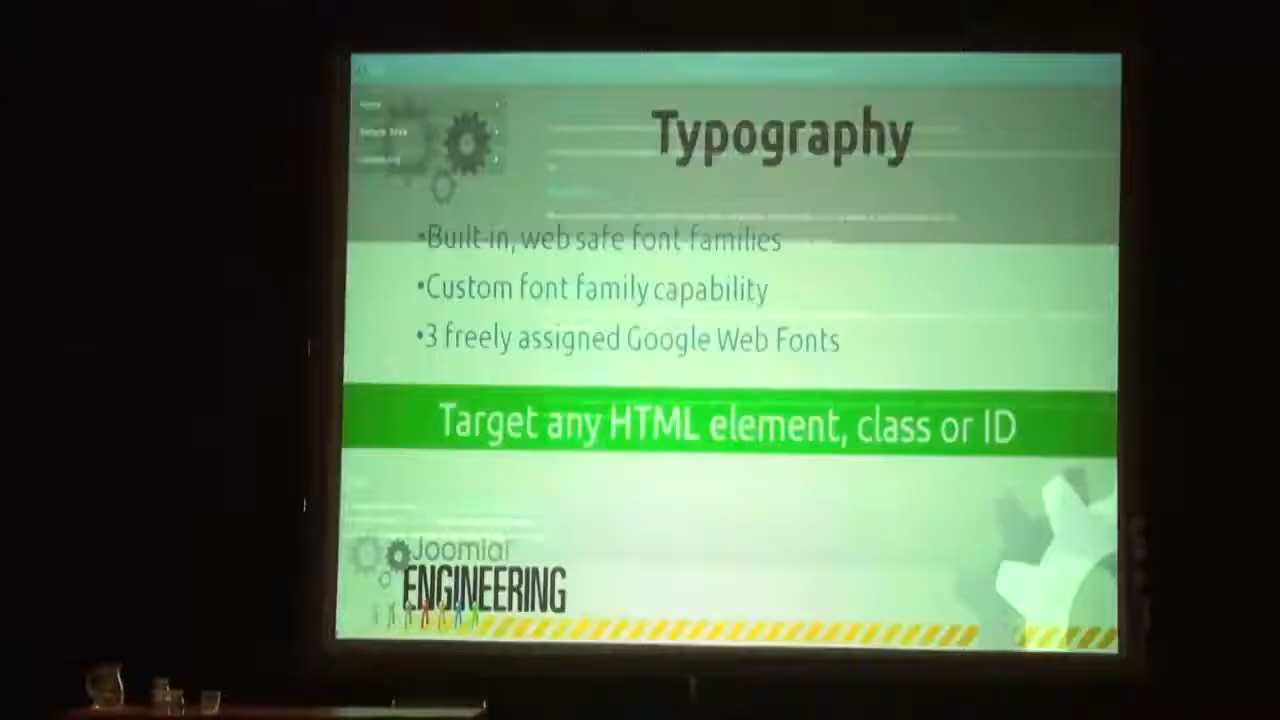 Typography
•Built-in, web safe font families
•Custom font family capability
•3 freely assigned Google Web Fonts
Target any HTML element, class or ID
Joomla!
ENGINEERING